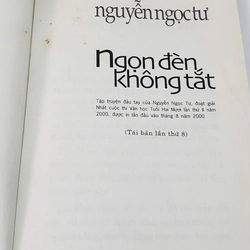 nguyễn ngọc tư
ngọn đèn
không tắt
Tập truyện đầu tay của Nguyễn Ngọc Tư, đoạt giải
Nhất cuộc thi Văn học Tuổi Hai Mươi lần thứ II năm
2000, được in lần đầu vào tháng 8 năm 2000.
(Tái bản lần thứ 8)